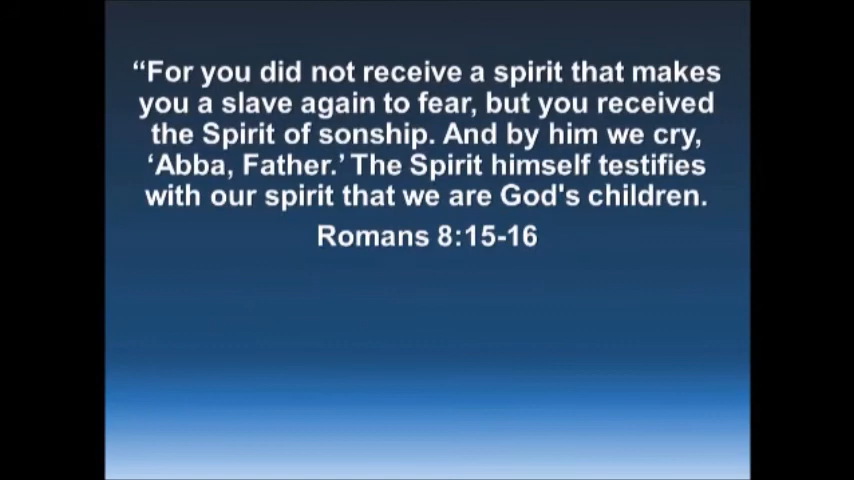 “For you did not receive a spirit that makes
you a slave again to fear, but you received
the Spirit of sonship. And by him we cry,
‘Abba, Father.’ The Spirit himself testifies
with our spirit that we are God's children.
Romans 8:15-16